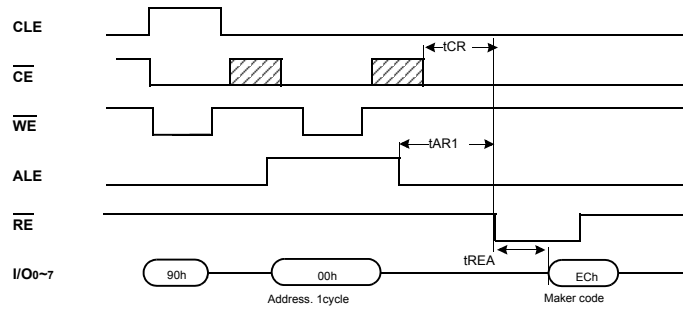 CLE
tCR
CE
WE
tAR1
ALE
RE
tREA
I/O0~7
90h
00h
ECh
Address. 1cycle
Maker code